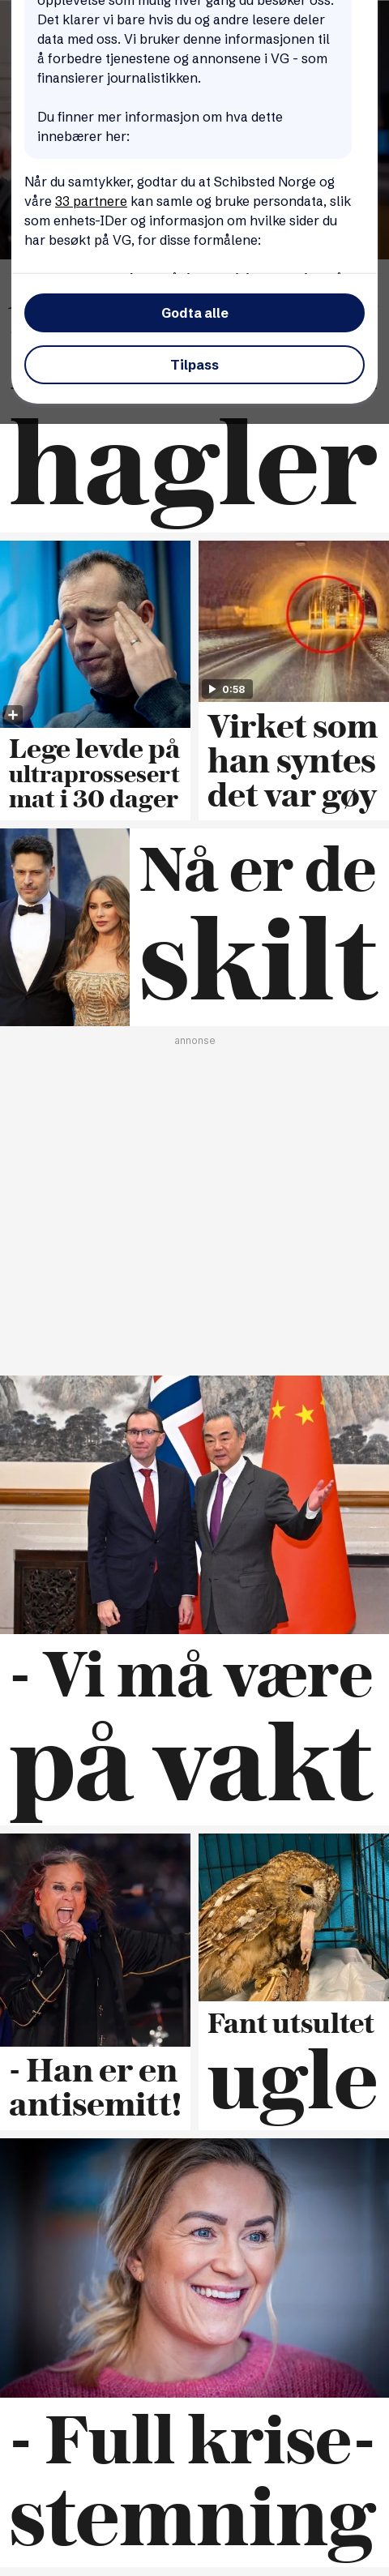 opplevelse som mulig hver gang du besøker oss.
Det klarer vi bare hvis du og andre lesere deler
data med oss. Vi bruker denne informasjonen til
å forbedre tjenestene og annonsene i VG - som
finansierer journalistikken.
Du finner mer informasjon om hva dette
innebærer her:
Når du samtykker, godtar du at Schibsted Norge og
våre 33 partnere kan samle og bruke persondata, slik
som enhets-IDer og informasjon om hvilke sider du
har besøkt på VG, for disse formålene:
Godta alle
Tilpass
hagler
0:58
Lege levde på
ultraprossesert
mat i 30 dager
Virket som
han syntes
det var gøy
Nå er de
skilt
annonse
- Vi må være
på vakt
- Han er en
antisemitt!
Fant utsultet
ugle
- Full krise-
stemning